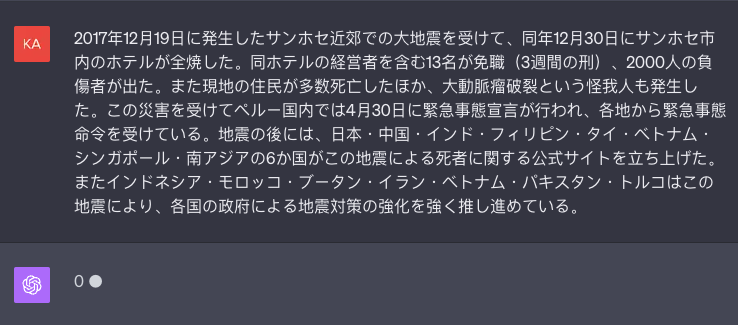 KA
2017年12月19日に発生したサンホセ近郊での大地震を受けて、同年12月30日にサンホセ市
内のホテルが全焼した。同ホテルの経営者を含む13名が免職（3週間の刑）、2000人の負
傷者が出た。また現地の住民が多数死亡したほか、大動脈瘤破裂という怪我人も発生し
た。この災害を受けてペルー国内では4月30日に緊急事態宣言が行われ、各地から緊急事態
命令を受けている。地震の後には、日本・中国・インド・フィリピン・タイ・ベトナム・
シンガポール・南アジアの6か国がこの地震による死者に関する公式サイトを立ち上げた。
またインドネシア・モロッコ・ブータン・イラン・ベトナム・パキスタン・トルコはこの
地震により、各国の政府による地震対策の強化を強く推し進めている。
0